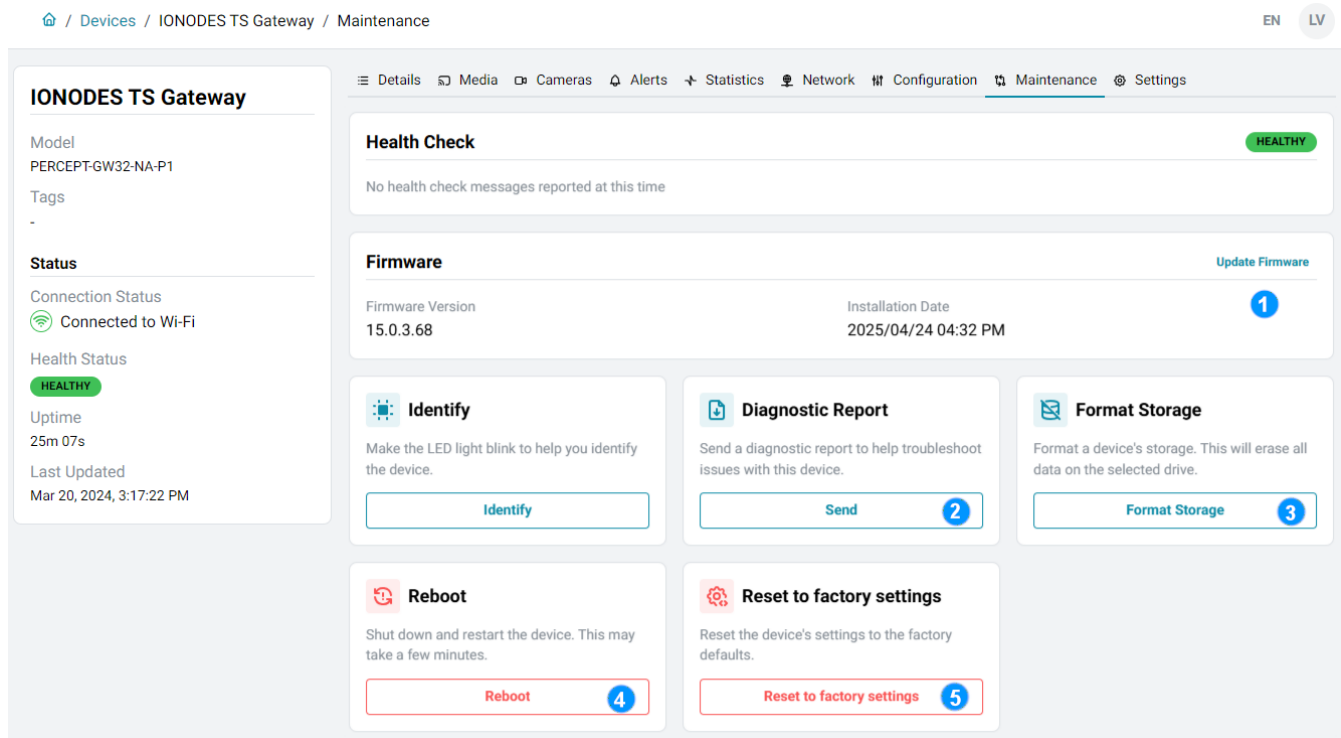 / Devices / IONODES TS Gateway / Maintenance
EN LV
IONODES TS Gateway
Model
PERCEPT-GW32-NA-P1
Tags
-
Status
Connection Status
Connected to Wi-Fi
Health Status
HEALTHY
Uptime
25m 07s
Last Updated
Mar 20, 2024, 3:17:22 PM
Details Media Cameras Alerts Statistics Network Configuration Maintenance Settings
Health Check HEALTHY
No health check messages reported at this time
Firmware Update Firmware
Firmware Version Installation Date 1
15.0.3.68 2025/04/24 04:32 PM
Identify
Make the LED light blink to help you identify
the device.
Identify
Diagnostic Report
Send a diagnostic report to help troubleshoot
issues with this device.
Send 2
Format Storage
Format a device's storage. This will erase all
data on the selected drive.
Format Storage 3
Reboot
Shut down and restart the device. This may
take a few minutes.
Reboot 4
Reset to factory settings
Reset the device's settings to the factory
defaults.
Reset to factory settings 5